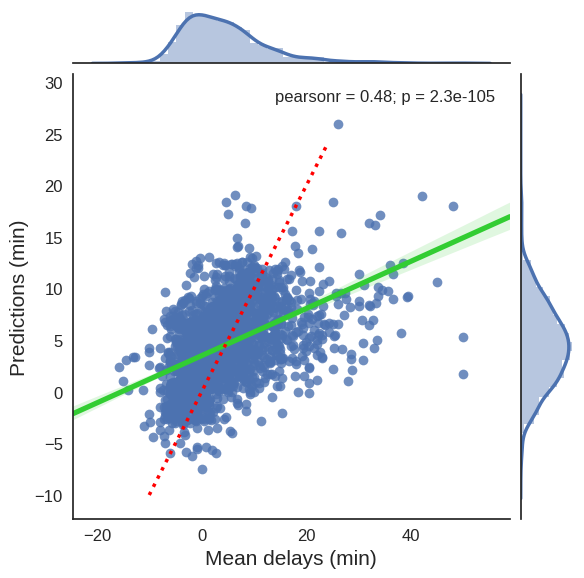 pearsonr = 0.48; p = 2.3e-105
30
25
20
15
10
5
0
−5
−10
Predictions (min)
−20 0 20 40
Mean delays (min)